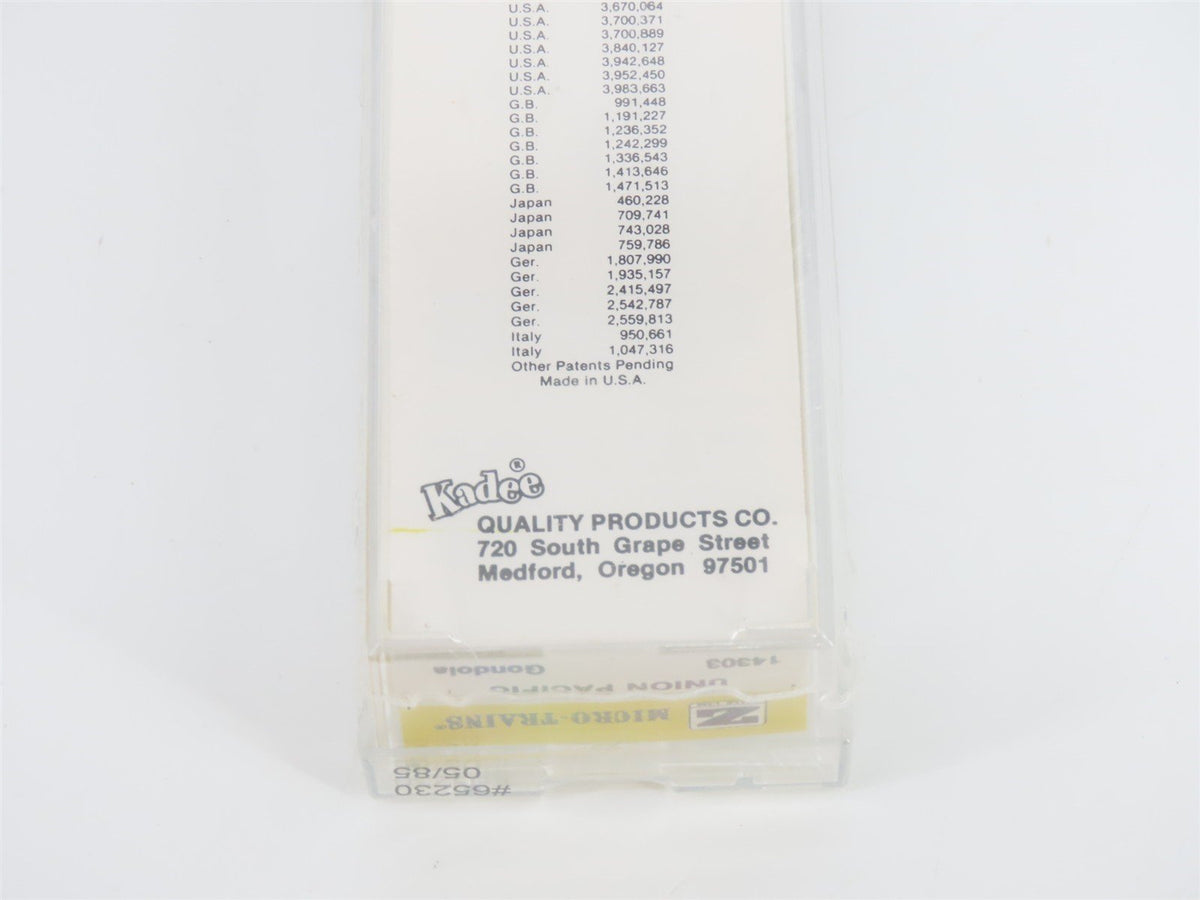 U.S.A. 3,670,064
U.S.A. 3,700,371
U.S.A. 3,700,889
U.S.A. 3,840,127
U.S.A. 3,942,648
U.S.A. 3,952,450
U.S.A. 3,983,663
G.B. 991,448
G.B. 1,191,227
G.B. 1,236,352
G.B. 1,242,299
G.B. 1,336,543
G.B. 1,413,646
G.B. 1,471,513
Japan 460,228
Japan 709,741
Japan 743,028
Japan 759,786
Ger. 1,807,990
Ger. 1,935,157
Ger. 2,415,497
Ger. 2,542,787
Ger. 2,559,813
Italy 950,661
Italy 1,047,316
Other Patents Pending
Made in U.S.A.
Kadee®
QUALITY PRODUCTS CO.
720 South Grape Street
Medford, Oregon 97501
14303 Gondola
UNION PACIFIC
Z MICRO-TRAINS®
05/85
#65230